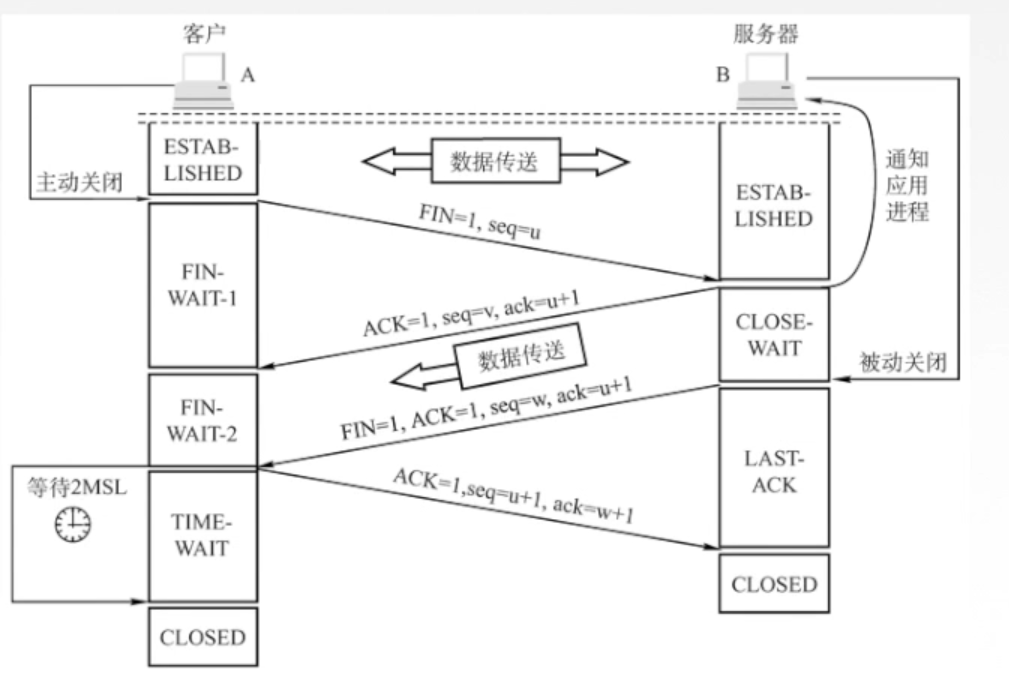 客户
服务器
A
B
ESTAB-
LISHED
数据传送
通知
应用
进程
主动关闭
ESTAB-
LISHED
FIN=1, seq=u
FIN-
WAIT-1
ACK=1, seq=v, ack=u+1
CLOSE-
WAIT
数据传送
被动关闭
FIN-
WAIT-2
FIN=1, ACK=1, seq=w, ack=u+1
LAST-
ACK
等待2MSL
ACK=1,seq=u+1, ack=w+1
TIME-
WAIT
CLOSED
CLOSED